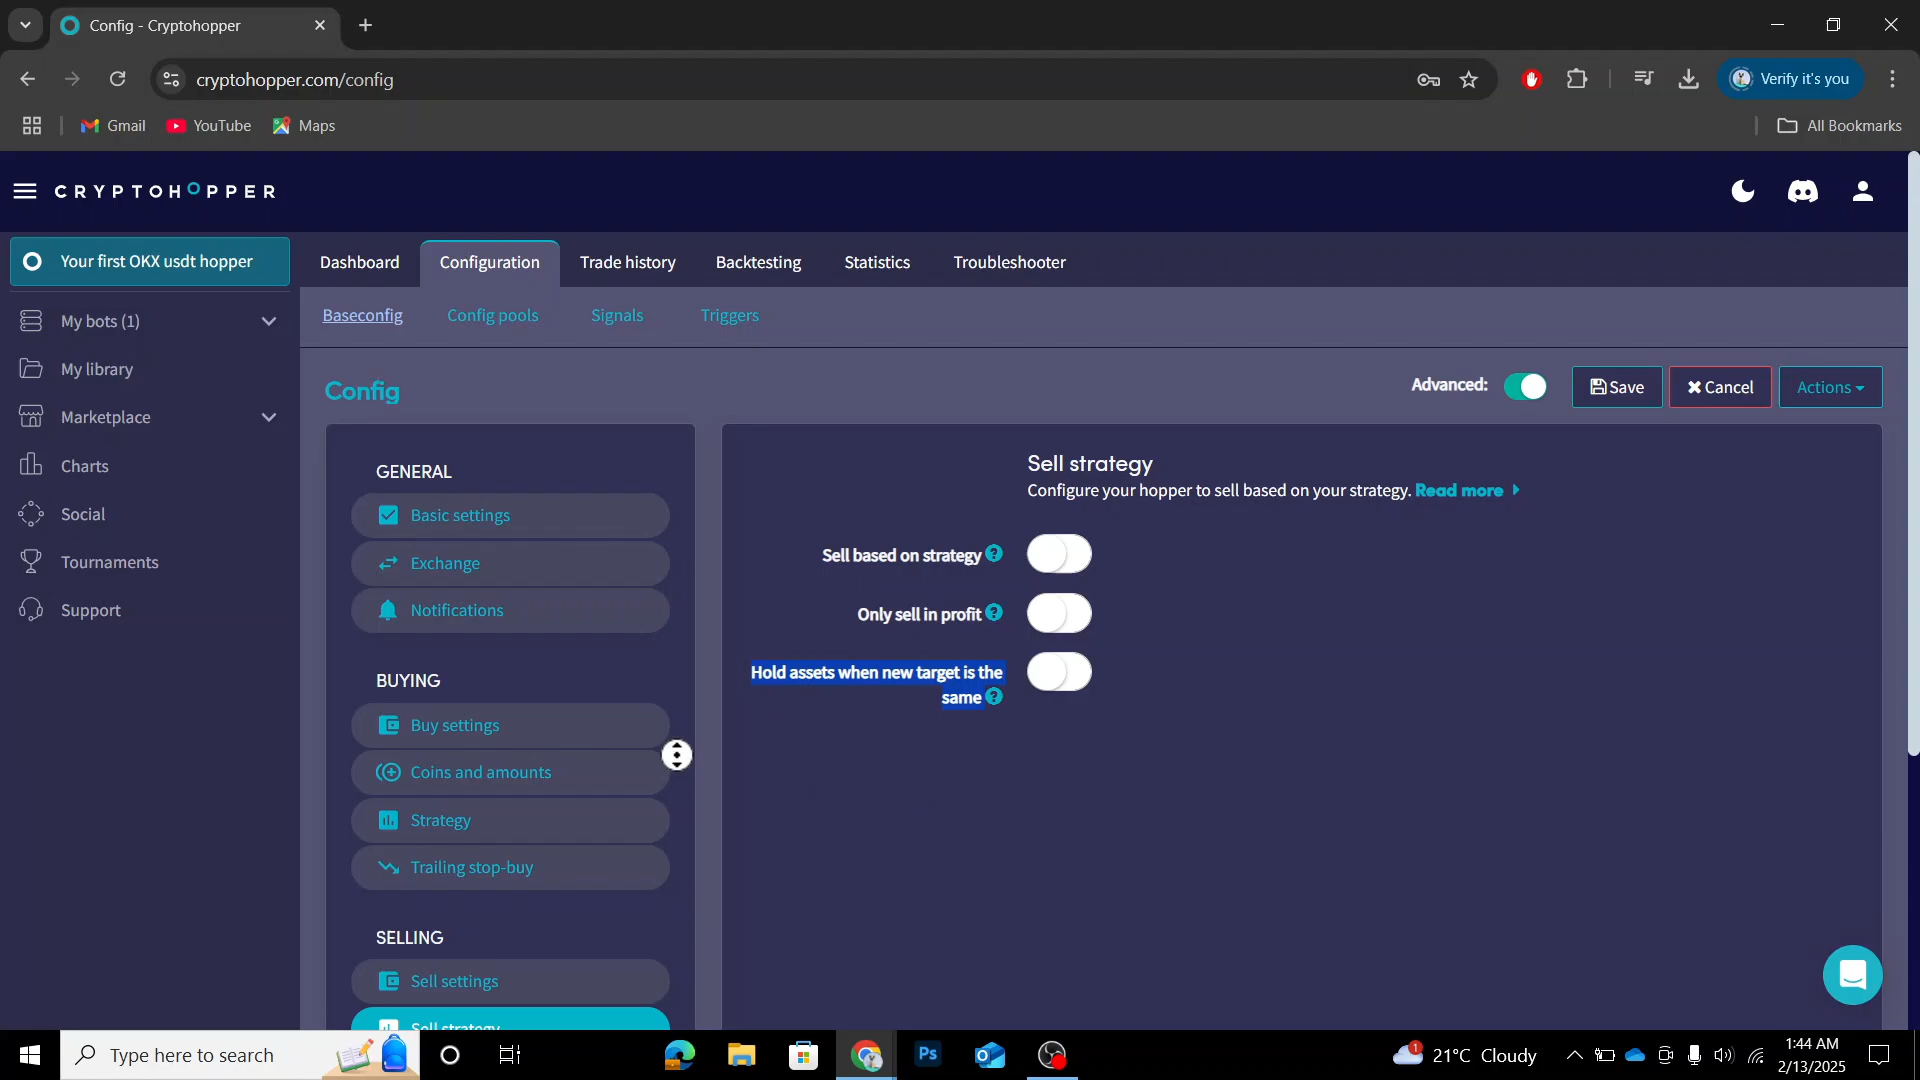 Config - Cryptohopper
cryptohopper.com/config
Verify it's you
Gmail
YouTube
Maps
All Bookmarks
CRYPTOHOPPER
Your first OKX usdt hopper
Dashboard
Configuration
Trade history
Backtesting
Statistics
Troubleshooter
My bots (1)
My library
Marketplace
Charts
Social
Tournaments
Support
Baseconfig
Config pools
Signals
Triggers
Config
Advanced:
Save
Cancel
Actions
GENERAL
Basic settings
Exchange
Notifications
BUYING
Buy settings
Coins and amounts
Strategy
Trailing stop-buy
SELLING
Sell settings
Sell strategy
Sell strategy
Configure your hopper to sell based on your strategy. Read more
Sell based on strategy ?
Only sell in profit ?
Hold assets when new target is the
same ?
Type here to search
Ps
1
21°C Cloudy
1:44 AM
2/13/2025